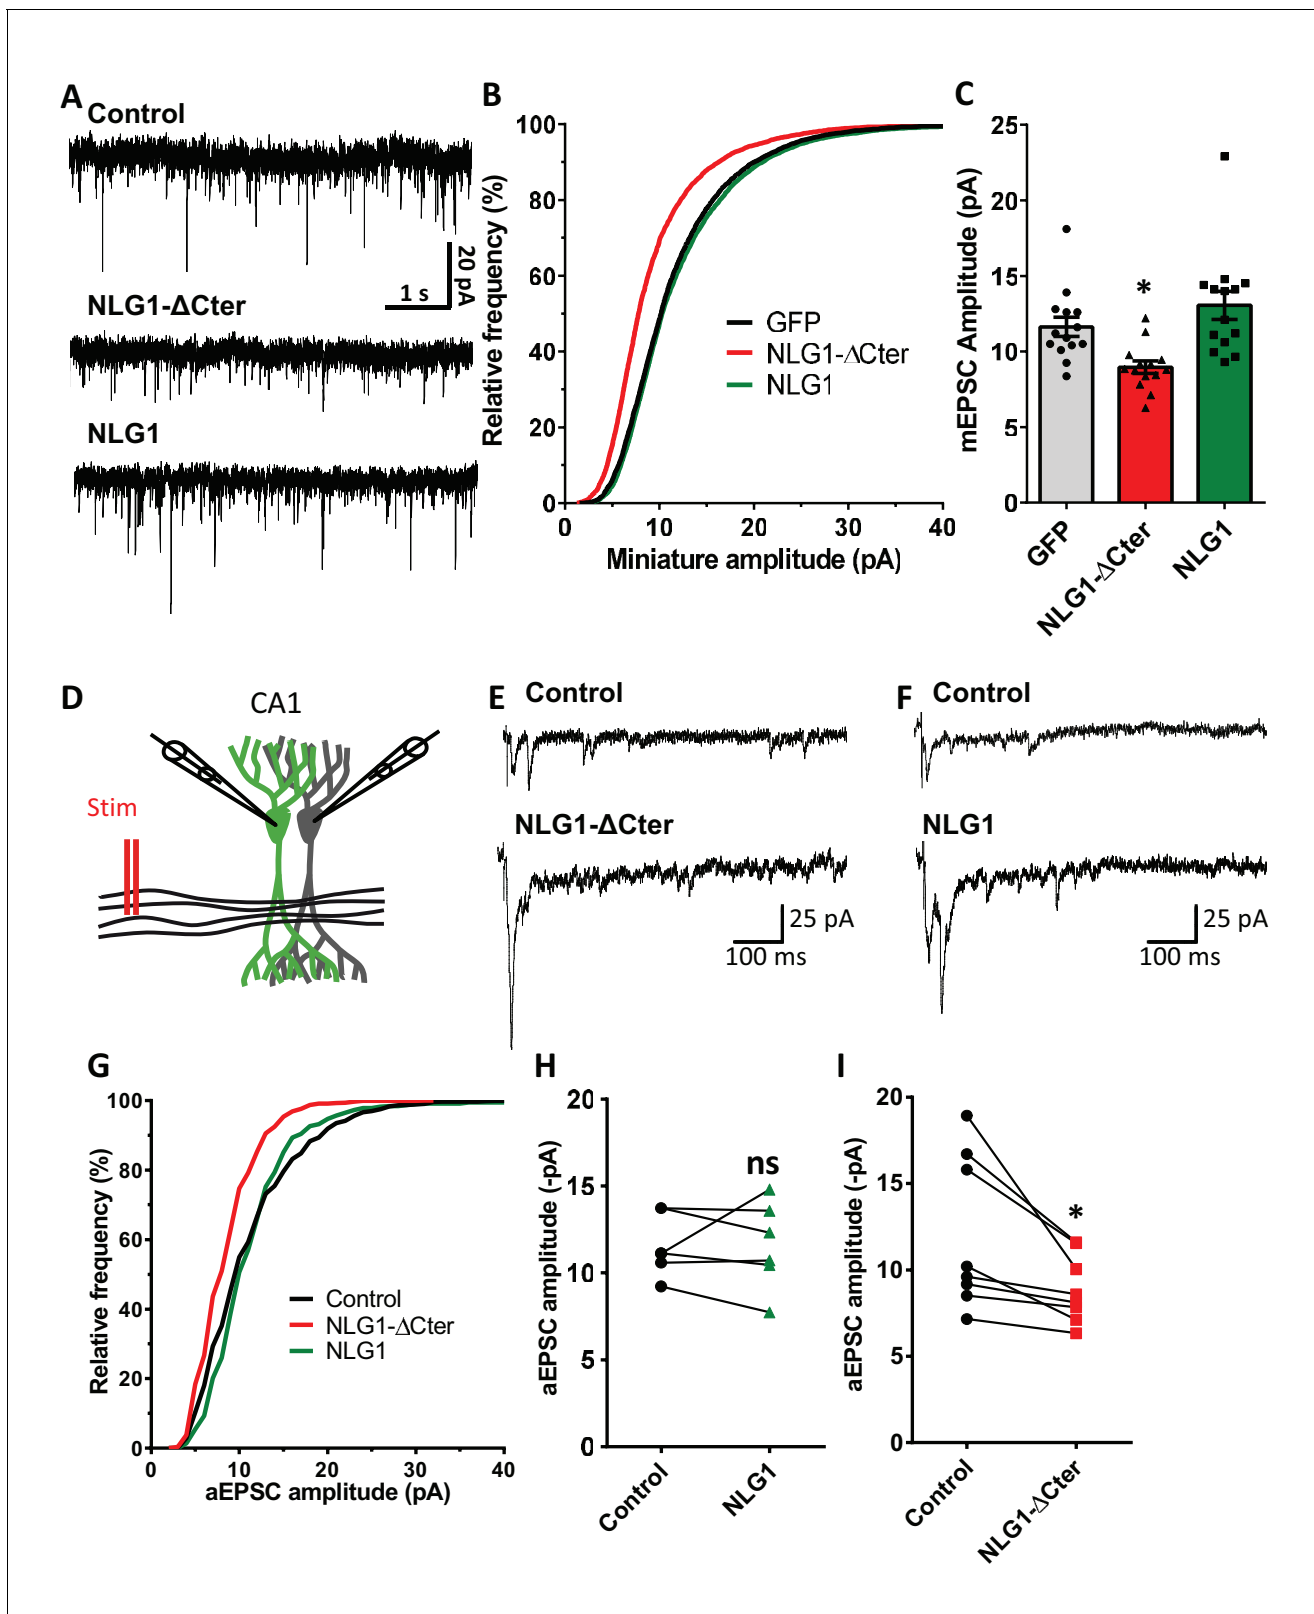 A
Control
20 pA
1 s
NLG1-ΔCter
NLG1
B
Relative frequency (%)
100
80
60
40
20
0
GFP
NLG1-ΔCter
NLG1
0 10 20 30 40
Miniature amplitude (pA)
C
mEPSC Amplitude (pA)
25
20
15
10
5
0
*
GFP
NLG1-ΔCter
NLG1
D
CA1
Stim
E
Control
NLG1-ΔCter
25 pA
100 ms
F
Control
NLG1
25 pA
100 ms
G
Relative frequency (%)
100
80
60
40
20
0
Control
NLG1-ΔCter
NLG1
0 10 20 30 40
aEPSC amplitude (pA)
H
aEPSC amplitude (-pA)
20
15
10
5
0
ns
Control
NLG1
I
aEPSC amplitude (-pA)
20
15
10
5
0
*
Control
NLG1-ΔCter